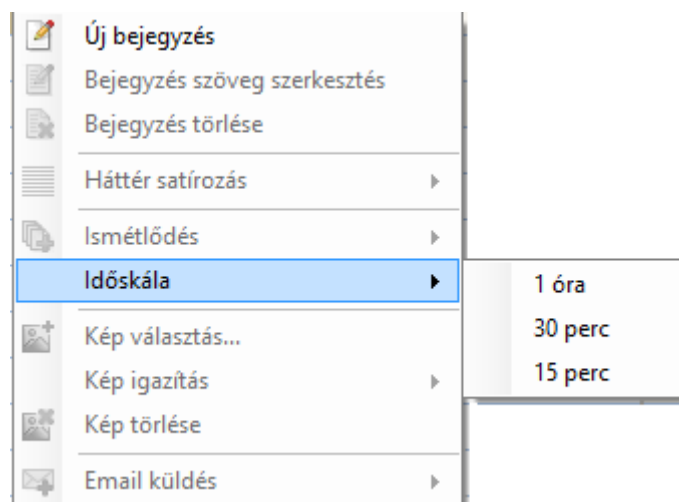 Új bejegyzés
Bejegyzés szöveg szerkesztés
Bejegyzés törlése
Háttér satírozás
Ismétlődés
Időskála
1 óra
30 perc
15 perc
Kép választás...
Kép igazítás
Kép törlése
Email küldés